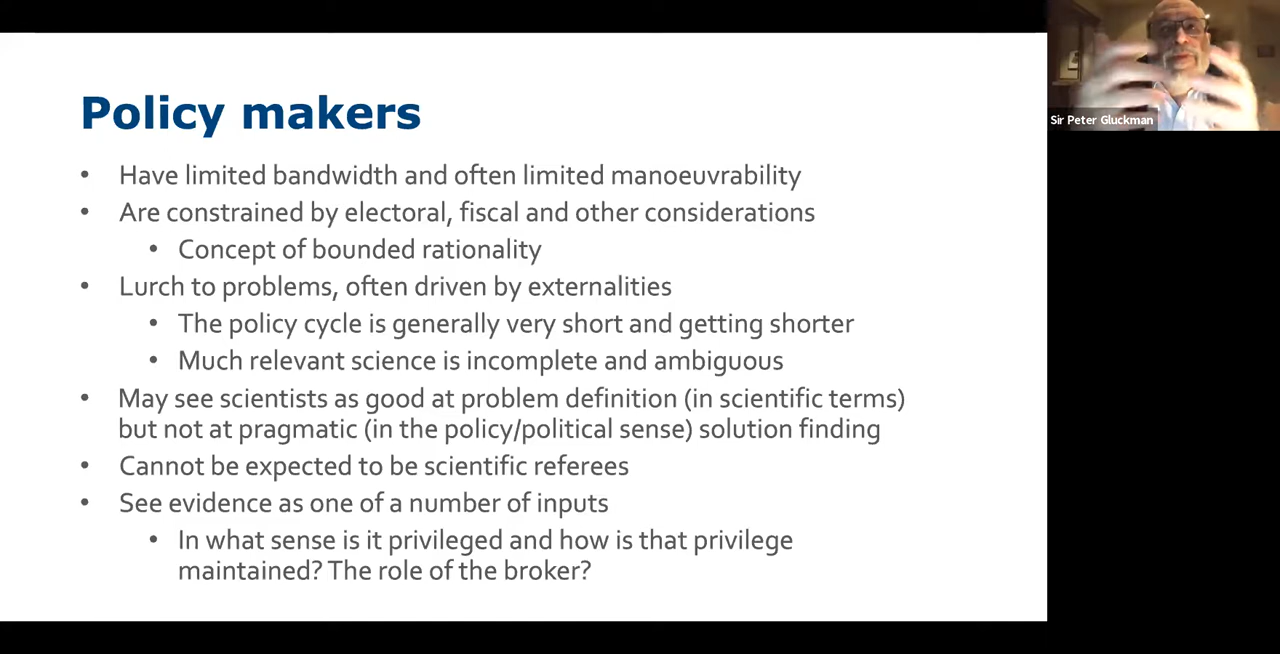 Policy makers
• Have limited bandwidth and often limited manoeuvrability
• Are constrained by electoral, fiscal and other considerations
• Concept of bounded rationality
• Lurch to problems, often driven by externalities
• The policy cycle is generally very short and getting shorter
• Much relevant science is incomplete and ambiguous
• May see scientists as good at problem definition (in scientific terms)
but not at pragmatic (in the policy/political sense) solution finding
• Cannot be expected to be scientific referees
• See evidence as one of a number of inputs
• In what sense is it privileged and how is that privilege
maintained? The role of the broker?
Sir Peter Gluckman